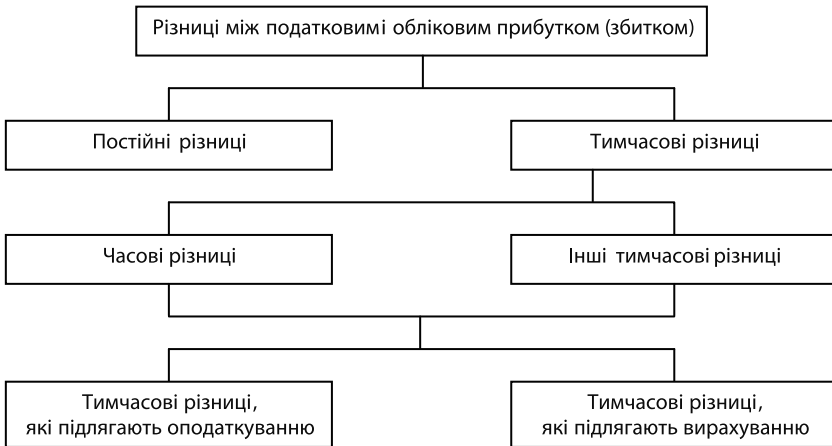 Різниці між податковимі обліковим прибутком (збитком)
Постійні різниці
Тимчасові різниці
Часові різниці
Інші тимчасові різниці
Тимчасові різниці,
які підлягають оподаткуванню
Тимчасові різниці,
які підлягають вирахуванню